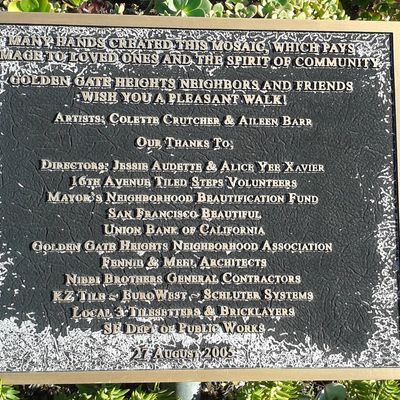 MANY HANDS CREATED THIS MOSAIC, WHICH PAYS
MAGE TO LOVED ONES AND THE SPIRIT OF COMMUNITY
GOLDEN GATE HEIGHTS NEIGHBORS AND FRIENDS
WISH YOU A PLEASANT WALK!
ARTISTS: COLETTE CRUTCHER & AILEEN BARR
OUR THANKS TO:
DIRECTORS: JESSIE AUDETTE & ALICE YEE XAVIER
16TH AVENUE TILED STEPS VOLUNTEERS
MAYOR'S NEIGHBORHOOD BEAUTIFICATION FUND
SAN FRANCISCO BEAUTIFUL
UNION BANK OF CALIFORNIA
GOLDEN GATE HEIGHTS NEIGHBORHOOD ASSOCIATION
FENNIE & MEHL ARCHITECTS
NIBBI BROTHERS GENERAL CONTRACTORS
KZ TILE ~ EUROWEST ~ SCHLUTER SYSTEMS
LOCAL 3 TILESETTERS & BRICKLAYERS
SF DEPT OF PUBLIC WORKS
27 AUGUST 2005